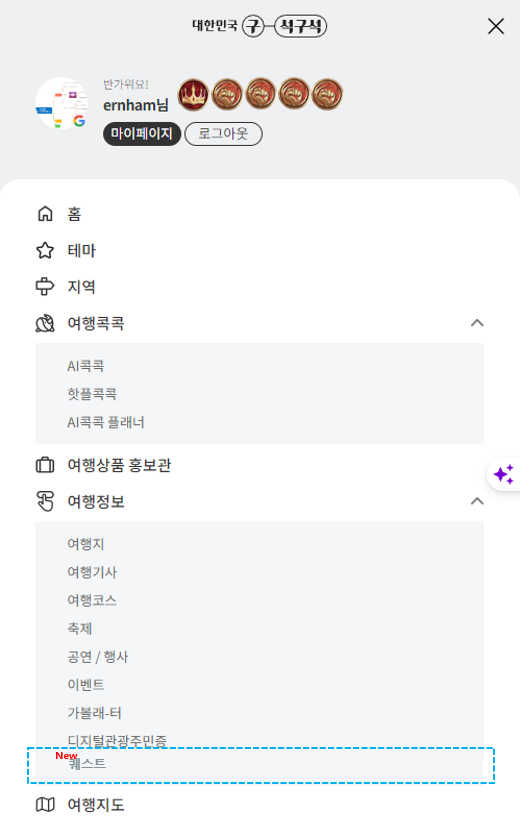 대한민국 구석구석
반가워요!
ernham님
마이페이지 로그아웃
홈
테마
지역
여행콕콕
AI콕콕
핫플콕콕
AI콕콕 플래너
여행상품 홍보관
여행정보
여행지
여행기사
여행코스
축제
공연 / 행사
이벤트
가볼래-터
디지털관광주민증
New
퀘스트
여행지도